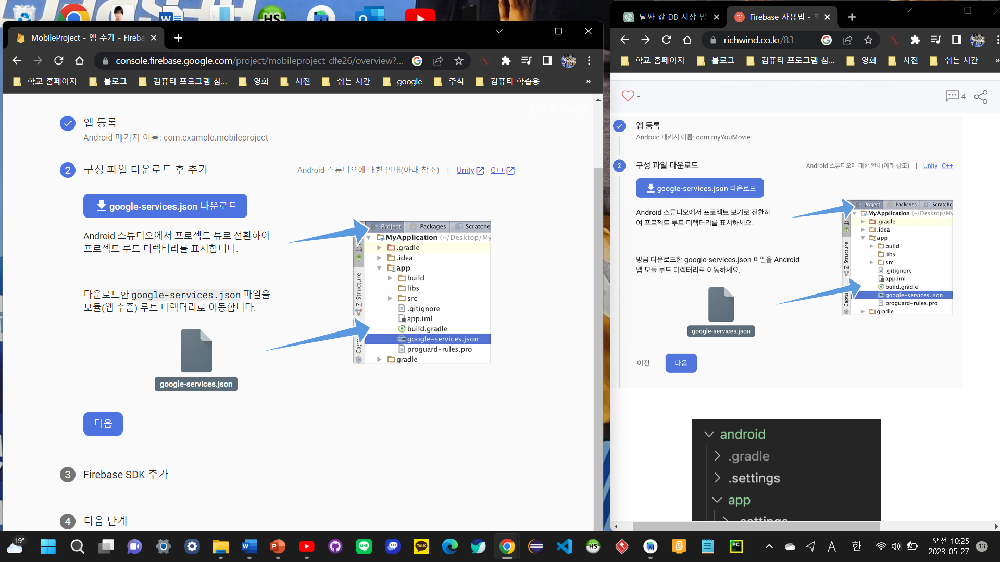 MobileProject - 앱 추가 - Fireba
console.firebase.google.com/project/mobileproject-dfe26/overview?...
학교 홈페이지
블로그
컴퓨터 프로그램 참...
영화
사전
쉬는 시간
google
주식
컴퓨터 학습용
»
문서로 이동
앱 등록
Android 패키지 이름: com.example.mobileproject
2 구성 파일 다운로드 후 추가
Android 스튜디오에 대한 안내(아래 참조) | Unity C++
google-services.json 다운로드
Android 스튜디오에서 프로젝트 뷰로 전환하여
프로젝트 루트 디렉터리를 표시합니다.
다운로드한 google-services.json 파일을
모듈(앱 수준) 루트 디렉터리로 이동합니다.
google-services.json
Project Packages Scratches
MyApplication (~/Desktop/My
.gradle
.idea
app
build
libs
src
.gitignore
app.iml
build.gradle
google-services.json
proguard-rules.pro
gradle
Z: Structure
다음
3 Firebase SDK 추가
4 다음 단계
날짜 값 DB 저장 방
Firebase 사용법 - 조
richwind.co.kr/83
학교 홈페이지
블로그
컴퓨터 프로그램 참...
영화
사전
쉬는 시간
»
-
4
앱 등록
Android 패키지 이름: com.myYouMovie
2 구성 파일 다운로드
Android 스튜디오에 대한 안내(아래 참조) | Unity C++
google-services.json 다운로드
Android 스튜디오에서 프로젝트 보기로 전환하
여 프로젝트 루트 디렉터리를 표시하세요.
방금 다운로드한 google-services.json 파일을 Android
앱 모듈 루트 디렉터리로 이동하세요.
google-services.json
Project Packages Scratches
MyApplication (~/Desktop/My
.gradle
.idea
app
build
libs
src
.gitignore
app.iml
build.gradle
google-services.json
proguard-rules.pro
gradle
Z: Structure
이전
다음
android
.gradle
.settings
app
.settings
19°
A
한
오전 10:25
2023-05-27
13